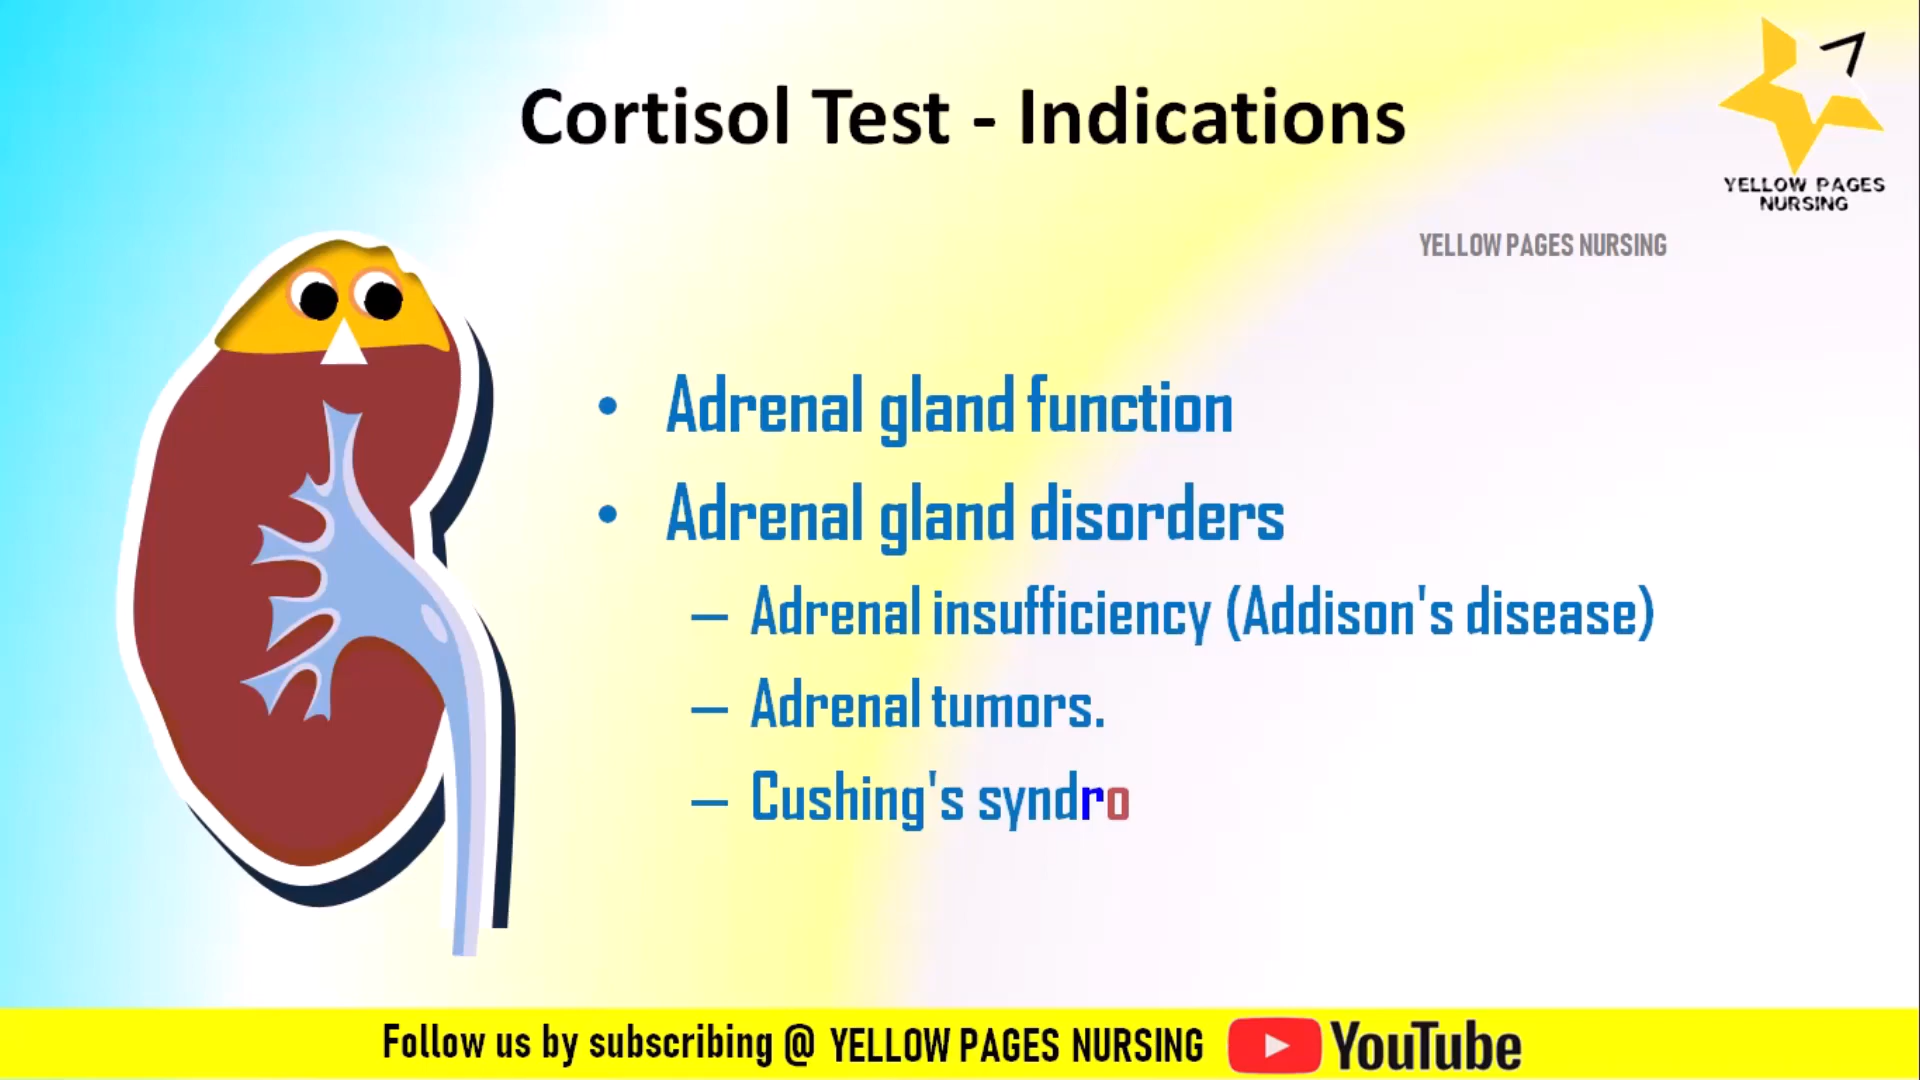 Cortisol Test - Indications
YELLOW PAGES
NURSING
YELLOW PAGES NURSING
• Adrenal gland function
• Adrenal gland disorders
– Adrenal insufficiency (Addison's disease)
– Adrenal tumors.
– Cushing's syndro
Follow us by subscribing @ YELLOW PAGES NURSING YouTube